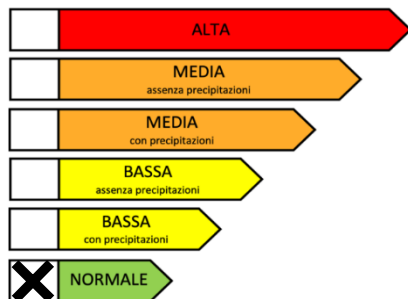 ALTA
MEDIA
assenza precipitazioni
MEDIA
con precipitazioni
BASSA
assenza precipitazioni
BASSA
con precipitazioni
NORMALE